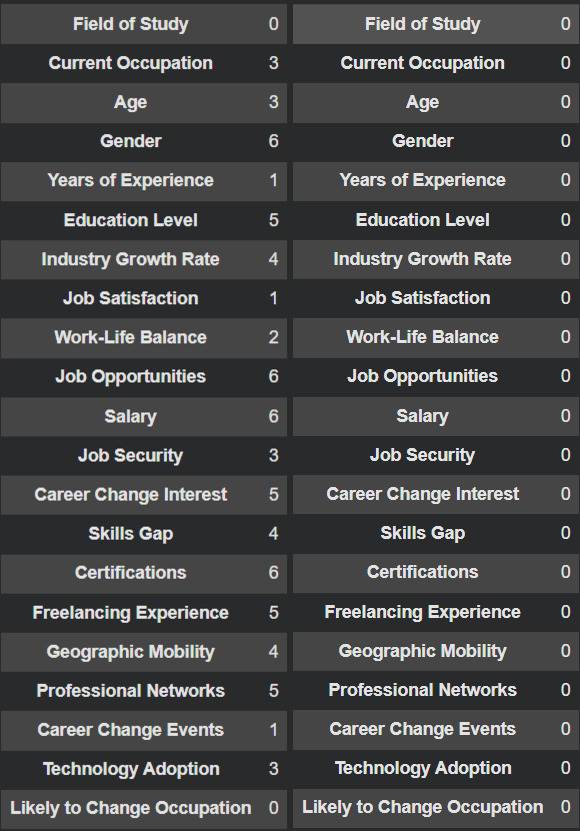 Field of Study 0 Field of Study 0
Current Occupation 3 Current Occupation 0
Age 3 Age 0
Gender 6 Gender 0
Years of Experience 1 Years of Experience 0
Education Level 5 Education Level 0
Industry Growth Rate 4 Industry Growth Rate 0
Job Satisfaction 1 Job Satisfaction 0
Work-Life Balance 2 Work-Life Balance 0
Job Opportunities 6 Job Opportunities 0
Salary 6 Salary 0
Job Security 3 Job Security 0
Career Change Interest 5 Career Change Interest 0
Skills Gap 4 Skills Gap 0
Certifications 6 Certifications 0
Freelancing Experience 5 Freelancing Experience 0
Geographic Mobility 4 Geographic Mobility 0
Professional Networks 5 Professional Networks 0
Career Change Events 1 Career Change Events 0
Technology Adoption 3 Technology Adoption 0
Likely to Change Occupation 0 Likely to Change Occupation 0